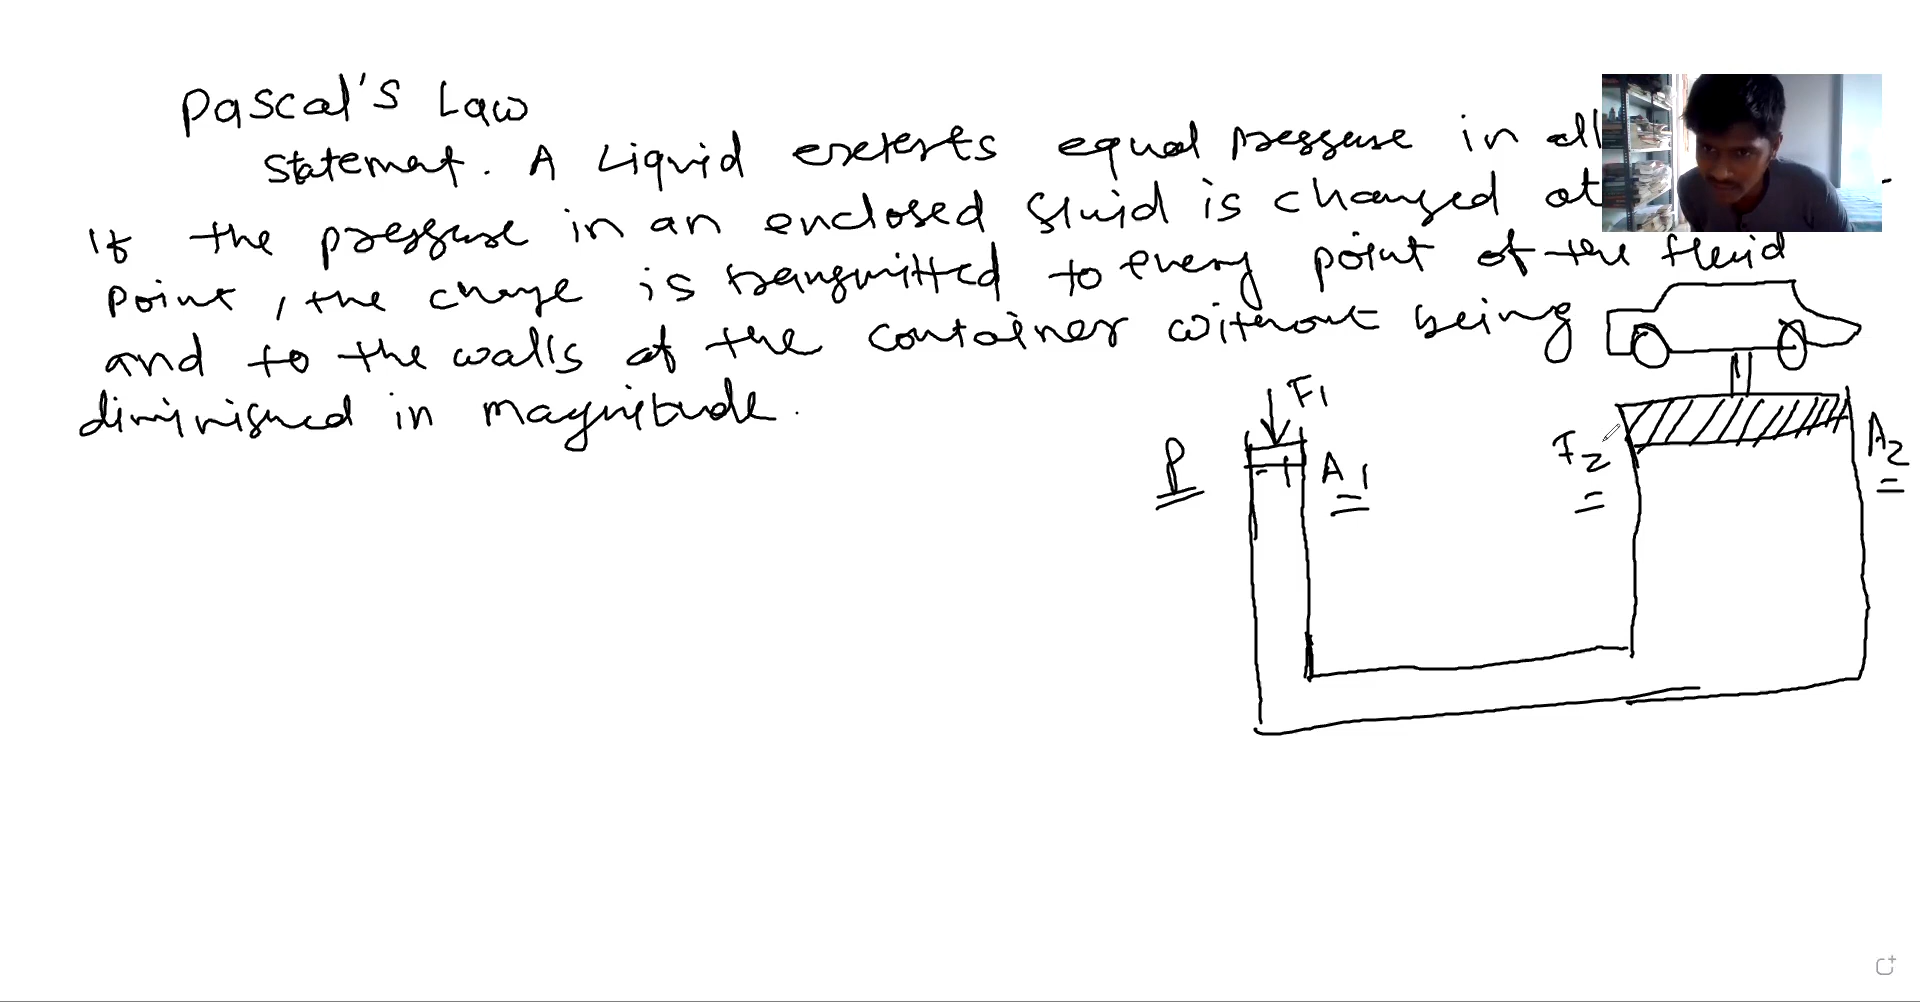 Pascal's Law
Statemat. A Liquid exterts equal pressure in all
If the pressure in an enclosed fluid is changed at
point, the change is transmitted to every point of the fluid
and to the walls of the container without being
diminished in magnitude.
F1
P
A1
F2
A2